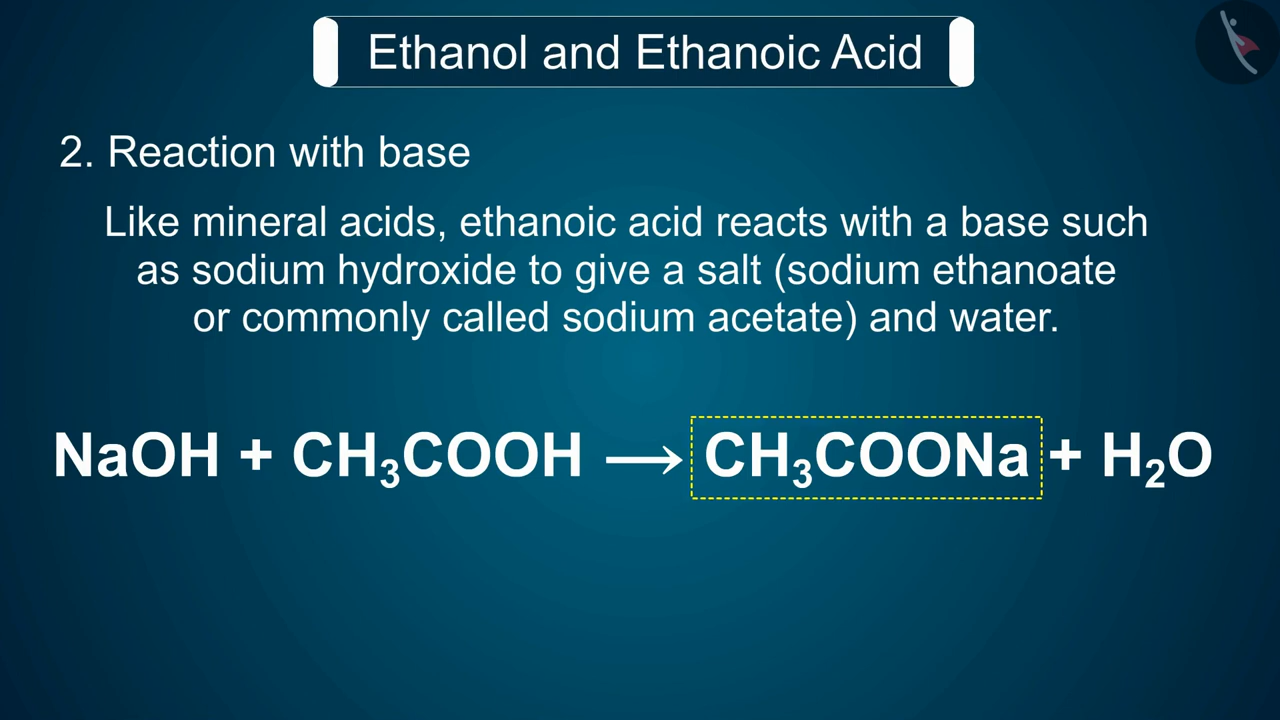 Ethanol and Ethanoic Acid
2. Reaction with base
Like mineral acids, ethanoic acid reacts with a base such
as sodium hydroxide to give a salt (sodium ethanoate
or commonly called sodium acetate) and water.
NaOH + CH₃COOH ⟶ CH₃COONa + H₂O